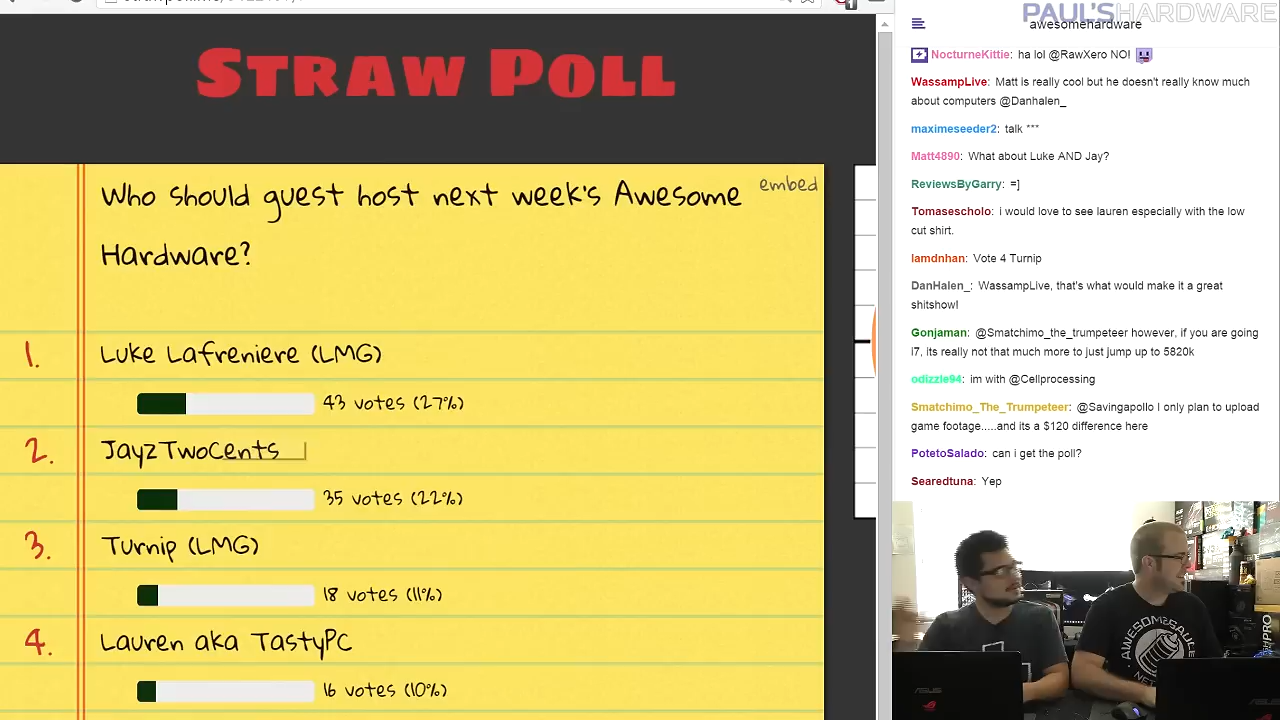 STRAW POLL
Who should guest host next week's Awesome
Hardware?
embed
1. Luke Lafreniere (LMG)
43 votes (27%)
2. JayzTwoCents
35 votes (22%)
3. Turnip (LMG)
18 votes (11%)
4. Lauren aka TastyPC
16 votes (10%)
PAUL'SHARDWARE
awesomehardware
NocturneKittie: ha lol @RawXero NO!
WassampLive: Matt is really cool but he doesn't really know much
about computers @Danhalen_
maximeseeder2: talk ***
Matt4890: What about Luke AND Jay?
ReviewsByGarry: =]
Tomasescholo: i would love to see lauren especially with the low
cut shirt.
Iamdnhan: Vote 4 Turnip
DanHalen_: WassampLive, that's what would make it a great
shitshow!
Gonjaman: @Smatchimo_the_trumpeteer however, if you are going
I7, its really not that much more to just jump up to 5820k
odizzle94: im with @Cellprocessing
Smatchimo_The_Trumpeteer: @Savingapollo I only plan to upload
game footage.....and its a $120 difference here
PotetoSalado: can i get the poll?
Searedtuna: Yep
AWESOMESAUCE
NET
ASUS
ASUS